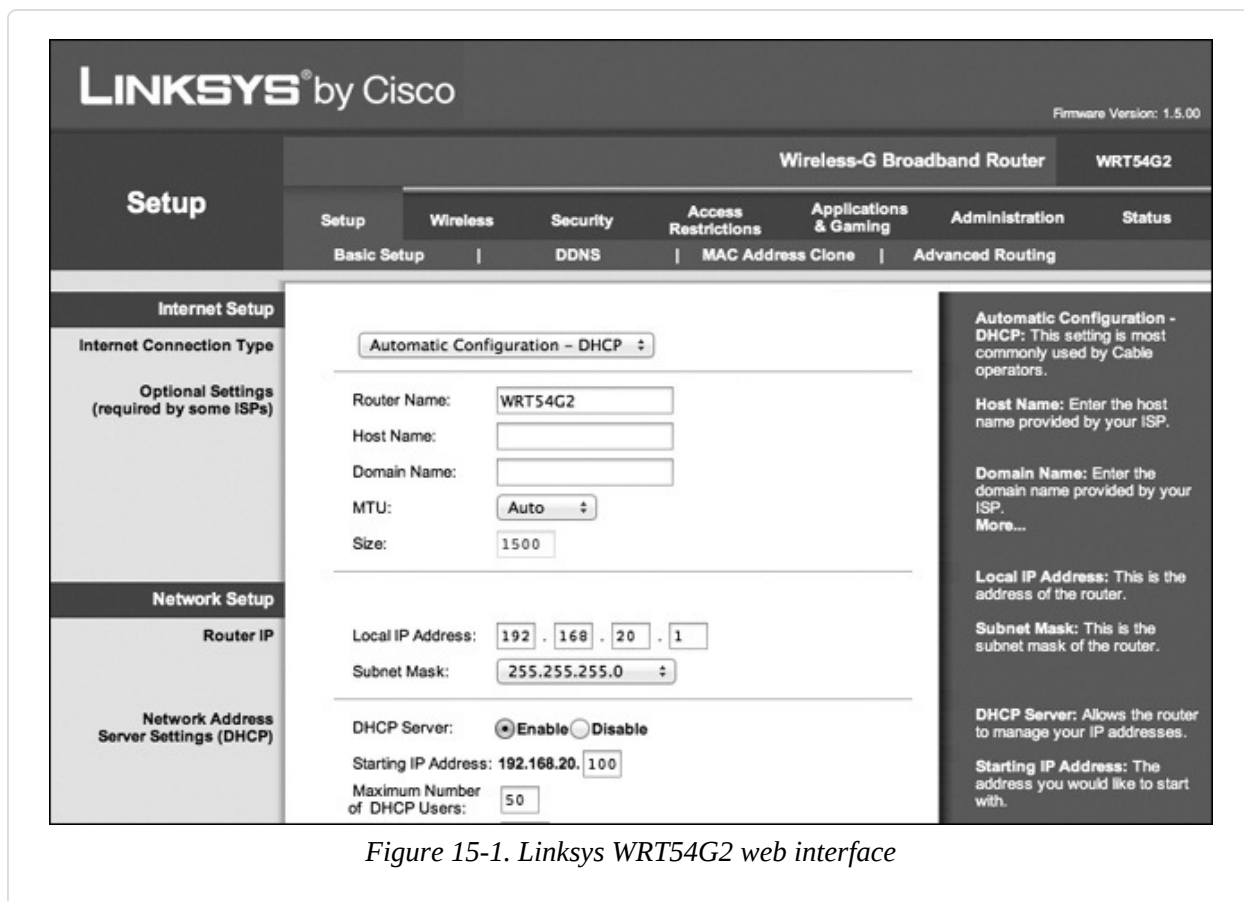 LINKSYS® by Cisco
Firmware Version: 1.5.00
Wireless-G Broadband Router WRT54G2
Setup
Setup Wireless Security Access Restrictions Applications & Gaming Administration Status
Basic Setup | DDNS | MAC Address Clone | Advanced Routing
Internet Setup
Internet Connection Type
Automatic Configuration – DHCP
Optional Settings
(required by some ISPs)
Router Name: WRT54G2
Host Name:
Domain Name:
MTU: Auto
Size: 1500
Network Setup
Router IP
Local IP Address: 192 . 168 . 20 . 1
Subnet Mask: 255.255.255.0
Network Address
Server Settings (DHCP)
DHCP Server: Enable Disable
Starting IP Address: 192.168.20. 100
Maximum Number
of DHCP Users: 50
Automatic Configuration -
DHCP: This setting is most
commonly used by Cable
operators.
Host Name: Enter the host
name provided by your ISP.
Domain Name: Enter the
domain name provided by your
ISP.
More...
Local IP Address: This is the
address of the router.
Subnet Mask: This is the
subnet mask of the router.
DHCP Server: Allows the router
to manage your IP addresses.
Starting IP Address: The
address you would like to start
with.
Figure 15-1. Linksys WRT54G2 web interface